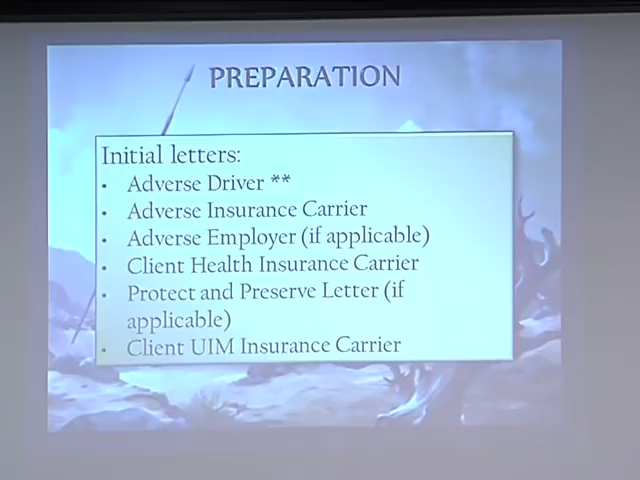 PREPARATION
Initial letters:
• Adverse Driver **
• Adverse Insurance Carrier
• Adverse Employer (if applicable)
• Client Health Insurance Carrier
• Protect and Preserve Letter (if
applicable)
• Client UIM Insurance Carrier